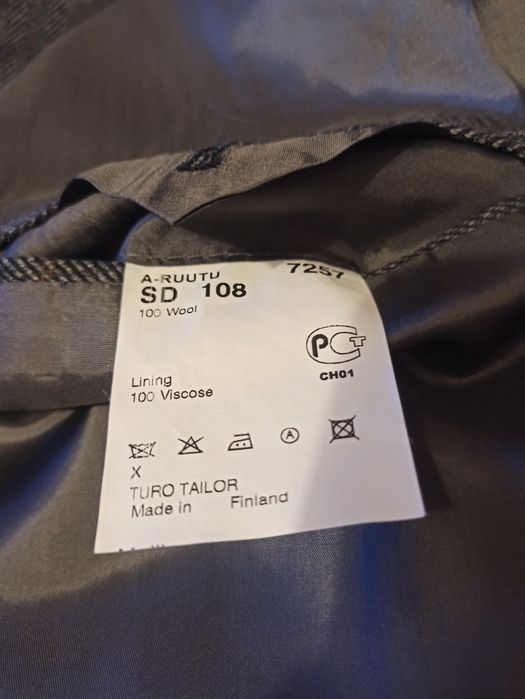 A-RUUTU 7257
SD 108
100 Wool
PCT
CH01
Lining
100 Viscose
A
X
TURO TAILOR
Made in Finland